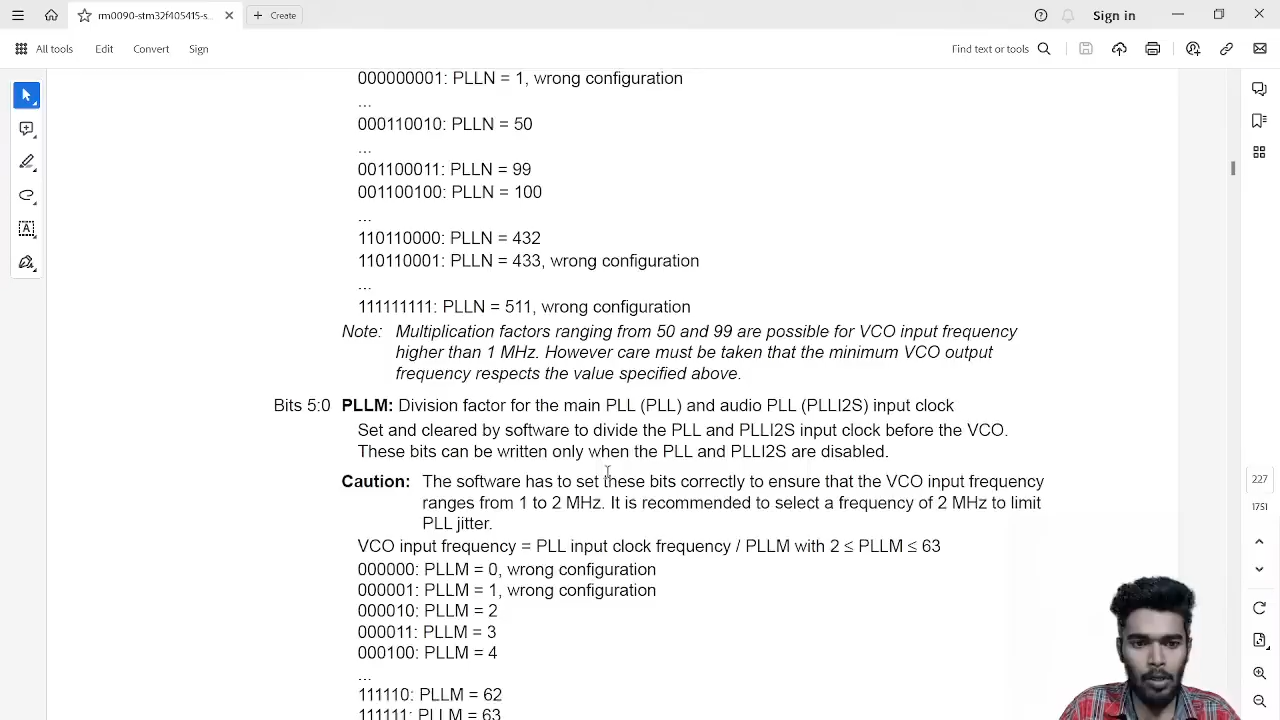 rm0090-stm32f405415-s...
Create
Sign in
All tools
Edit
Convert
Sign
Find text or tools
000000001: PLLN = 1, wrong configuration
...
000110010: PLLN = 50
...
001100011: PLLN = 99
001100100: PLLN = 100
...
110110000: PLLN = 432
110110001: PLLN = 433, wrong configuration
...
111111111: PLLN = 511, wrong configuration
Note: Multiplication factors ranging from 50 and 99 are possible for VCO input frequency
higher than 1 MHz. However care must be taken that the minimum VCO output
frequency respects the value specified above.
Bits 5:0 PLLM: Division factor for the main PLL (PLL) and audio PLL (PLLI2S) input clock
Set and cleared by software to divide the PLL and PLLI2S input clock before the VCO.
These bits can be written only when the PLL and PLLI2S are disabled.
Caution: The software has to set these bits correctly to ensure that the VCO input frequency
ranges from 1 to 2 MHz. It is recommended to select a frequency of 2 MHz to limit
PLL jitter.
VCO input frequency = PLL input clock frequency / PLLM with 2 ≤ PLLM ≤ 63
000000: PLLM = 0, wrong configuration
000001: PLLM = 1, wrong configuration
000010: PLLM = 2
000011: PLLM = 3
000100: PLLM = 4
...
111110: PLLM = 62
111111: PLLM = 63
227
1751